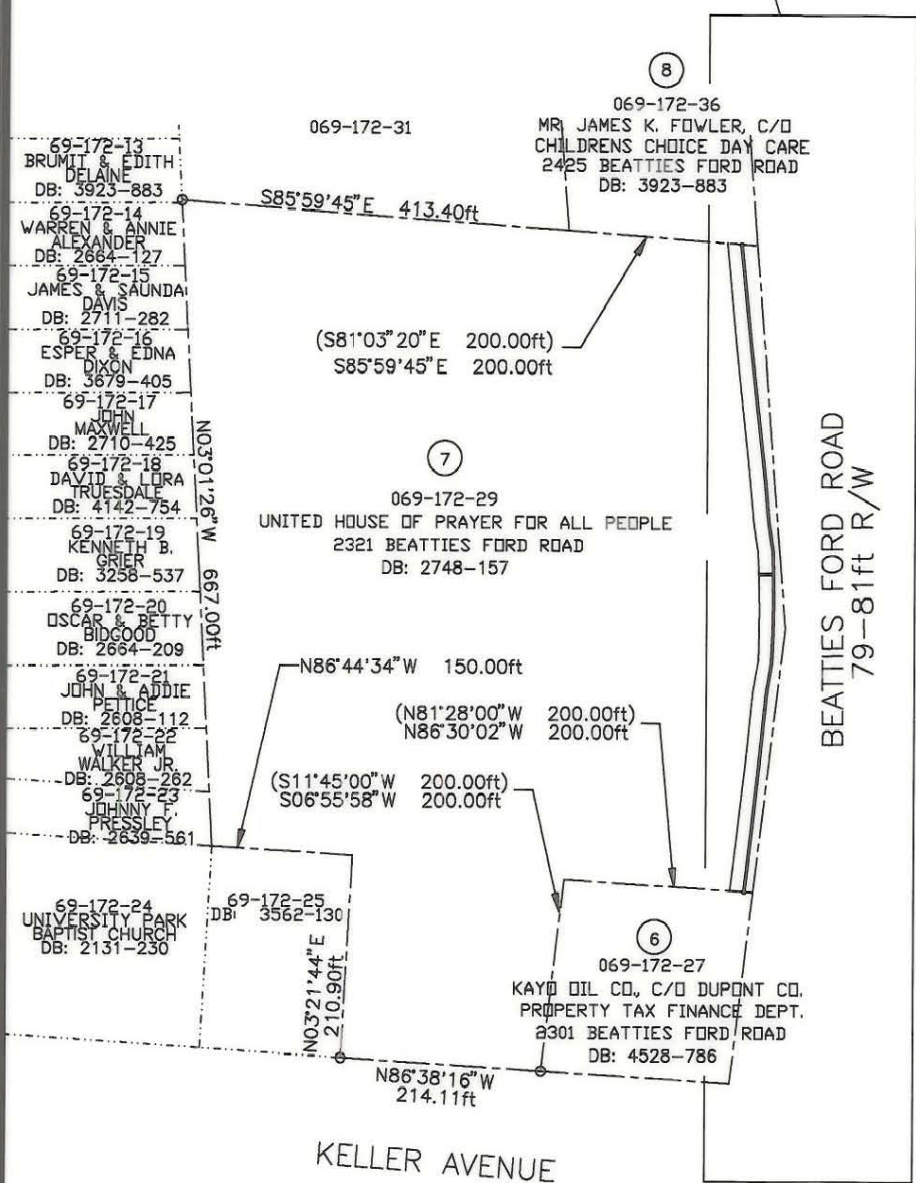 8
069-172-36
MR. JAMES K. FOWLER, C/O
CHILDRENS CHOICE DAY CARE
2425 BEATTIES FORD ROAD
DB: 3923-883
069-172-31
69-172-13
BRUMIT & EDITH
DELAINE
DB: 3923-883
69-172-14
WARREN & ANNIE
ALEXANDER
DB: 2664-127
69-172-15
JAMES & SAUNDA
DAVIS
DB: 2711-282
69-172-16
ESPER & EDNA
DIXON
DB: 3679-405
69-172-17
JOHN
MAXWELL
DB: 2710-425
69-172-18
DAVID & LORA
TRUESDALE
DB: 4142-754
69-172-19
KENNETH B.
GRIER
DB: 3258-537
69-172-20
OSCAR & BETTY
BIDGOOD
DB: 2664-209
69-172-21
JOHN & ADDIE
PETTICE
DB: 2608-112
69-172-22
WILLIAM
WALKER JR.
DB: 2608-262
69-172-23
JOHNNY F.
PRESSLEY
DB: 2639-561
69-172-24
UNIVERSITY PARK
BAPTIST CHURCH
DB: 2131-230
S85°59'45"E 413.40ft
(S81°03"20"E 200.00ft)
S85°59'45"E 200.00ft
N03°01'26"W 667.00ft
7
069-172-29
UNITED HOUSE OF PRAYER FOR ALL PEOPLE
2321 BEATTIES FORD ROAD
DB: 2748-157
N86°44'34"W 150.00ft
(N81°28'00"W 200.00ft)
N86°30'02"W 200.00ft
(S11°45'00"W 200.00ft)
S06°55'58"W 200.00ft
69-172-25
DB: 3562-130
N03°21'44"E
210.90ft
6
069-172-27
KAYO OIL CO., C/O DUPONT CO.
PROPERTY TAX FINANCE DEPT.
2301 BEATTIES FORD ROAD
DB: 4528-786
N86°38'16"W
214.11ft
KELLER AVENUE
BEATTIES FORD ROAD
79-81ft R/W